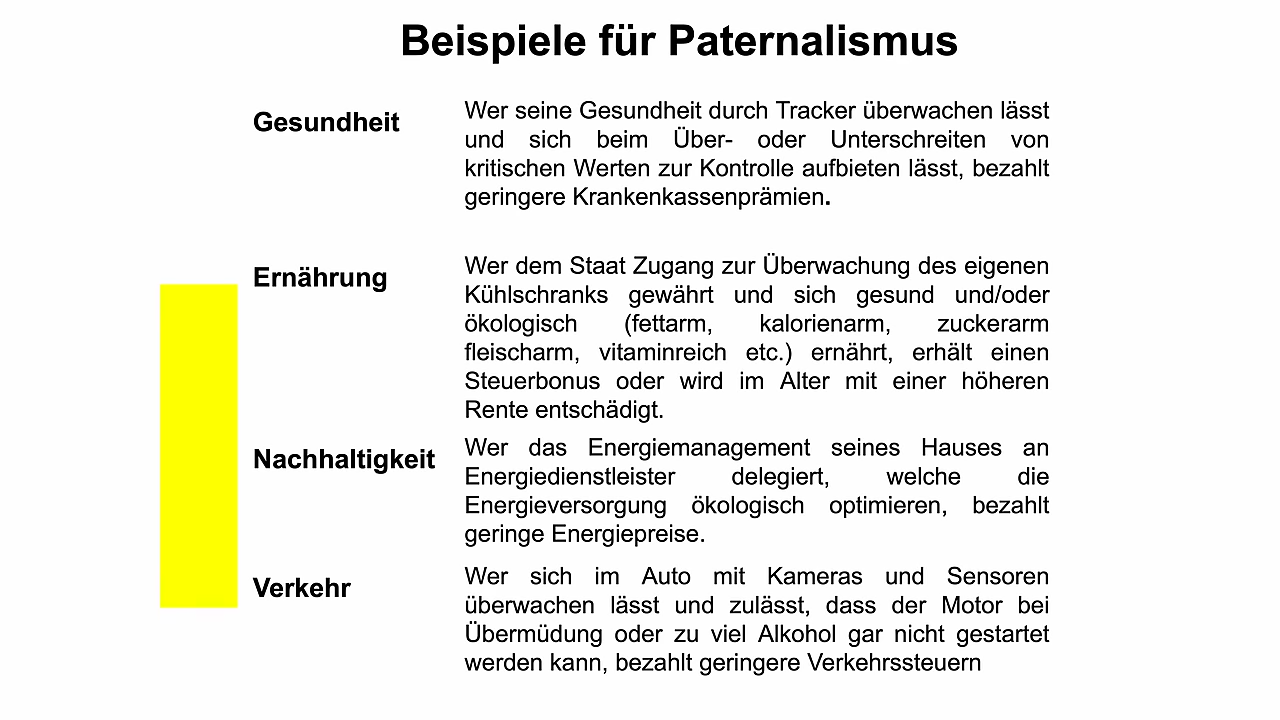 Beispiele für Paternalismus
Gesundheit
Wer seine Gesundheit durch Tracker überwachen lässt
und sich beim Über- oder Unterschreiten von
kritischen Werten zur Kontrolle aufbieten lässt, bezahlt
geringere Krankenkassenprämien.
Ernährung
Wer dem Staat Zugang zur Überwachung des eigenen
Kühlschranks gewährt und sich gesund und/oder
ökologisch (fettarm, kalorienarm, zuckerarm
fleischarm, vitaminreich etc.) ernährt, erhält einen
Steuerbonus oder wird im Alter mit einer höheren
Rente entschädigt.
Nachhaltigkeit
Wer das Energiemanagement seines Hauses an
Energiedienstleister delegiert, welche die
Energieversorgung ökologisch optimieren, bezahlt
geringe Energiepreise.
Verkehr
Wer sich im Auto mit Kameras und Sensoren
überwachen lässt und zulässt, dass der Motor bei
Übermüdung oder zu viel Alkohol gar nicht gestartet
werden kann, bezahlt geringere Verkehrssteuern